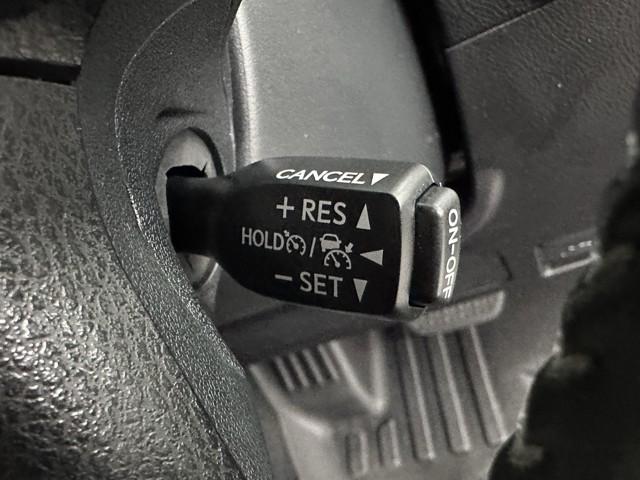 CANCEL▼
+ RES ▲
HOLD / ◀
− SET ▼
ON-OFF